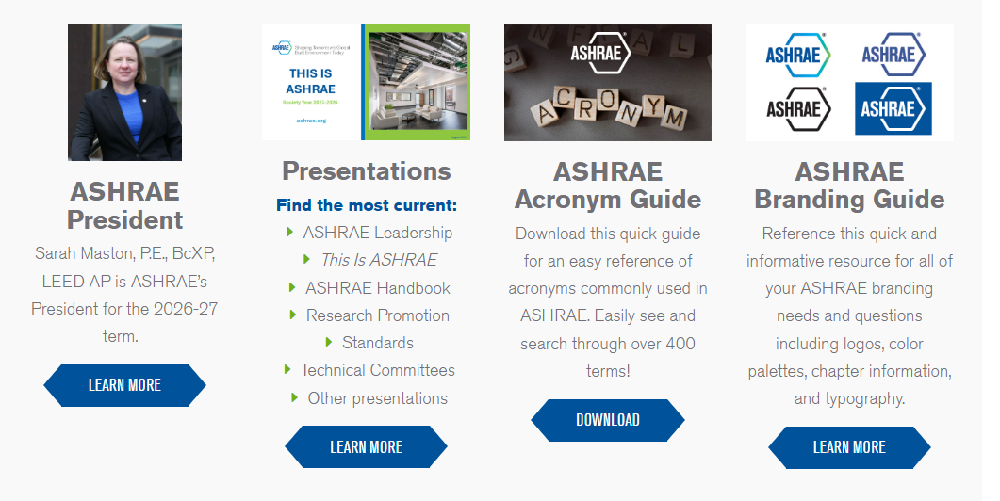 ASHRAE
President
Sarah Maston, P.E., BcXP,
LEED AP is ASHRAE's
President for the 2026-27
term.
LEARN MORE
ASHRAE
Shaping Tomorrow's Global
Built Environment Today
THIS IS
ASHRAE
Society Year 2025-2026
ashrae.org
Presentations
Find the most current:
ASHRAE Leadership
This Is ASHRAE
ASHRAE Handbook
Research Promotion
Standards
Technical Committees
Other presentations
LEARN MORE
ASHRAE
ACRONYM
ASHRAE
Acronym Guide
Download this quick guide
for an easy reference of
acronyms commonly used in
ASHRAE. Easily see and
search through over 400
terms!
DOWNLOAD
ASHRAE
ASHRAE
ASHRAE
ASHRAE
ASHRAE
Branding Guide
Reference this quick and
informative resource for all of
your ASHRAE branding
needs and questions
including logos, color
palettes, chapter information,
and typography.
LEARN MORE